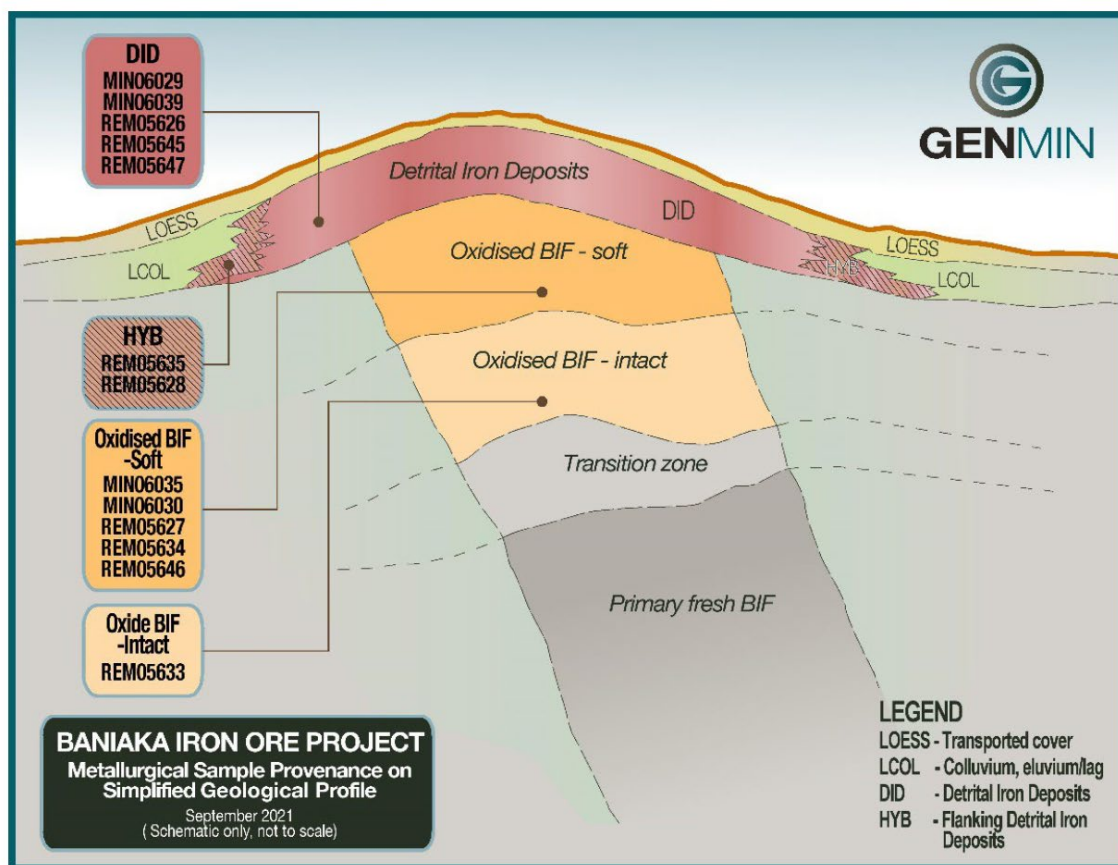 DID
MIN06029
MIN06039
REM05626
REM05645
REM05647
GENMIN
Detrital Iron Deposits
DID
LOESS
LCOL
Oxidised BIF - soft
HYB
LOESS
LCOL
HYB
REM05635
REM05628
Oxidised BIF - intact
Oxidised BIF
-Soft
MIN06035
MIN06030
REM05627
REM05634
REM05646
Transition zone
Primary fresh BIF
Oxide BIF
-Intact
REM05633
BANIAKA IRON ORE PROJECT
Metallurgical Sample Provenance on
Simplified Geological Profile
September 2021
( Schematic only, not to scale)
LEGEND
LOESS - Transported cover
LCOL - Colluvium, eluvium/lag
DID - Detrital Iron Deposits
HYB - Flanking Detrital Iron
Deposits